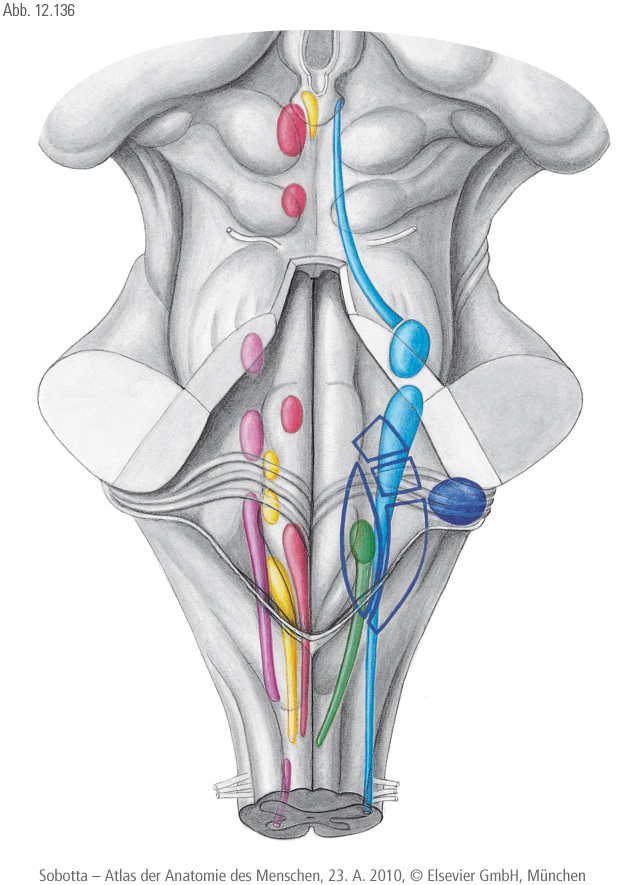 Abb. 12.136
Sobotta – Atlas der Anatomie des Menschen, 23. A. 2010, © Elsevier GmbH, München